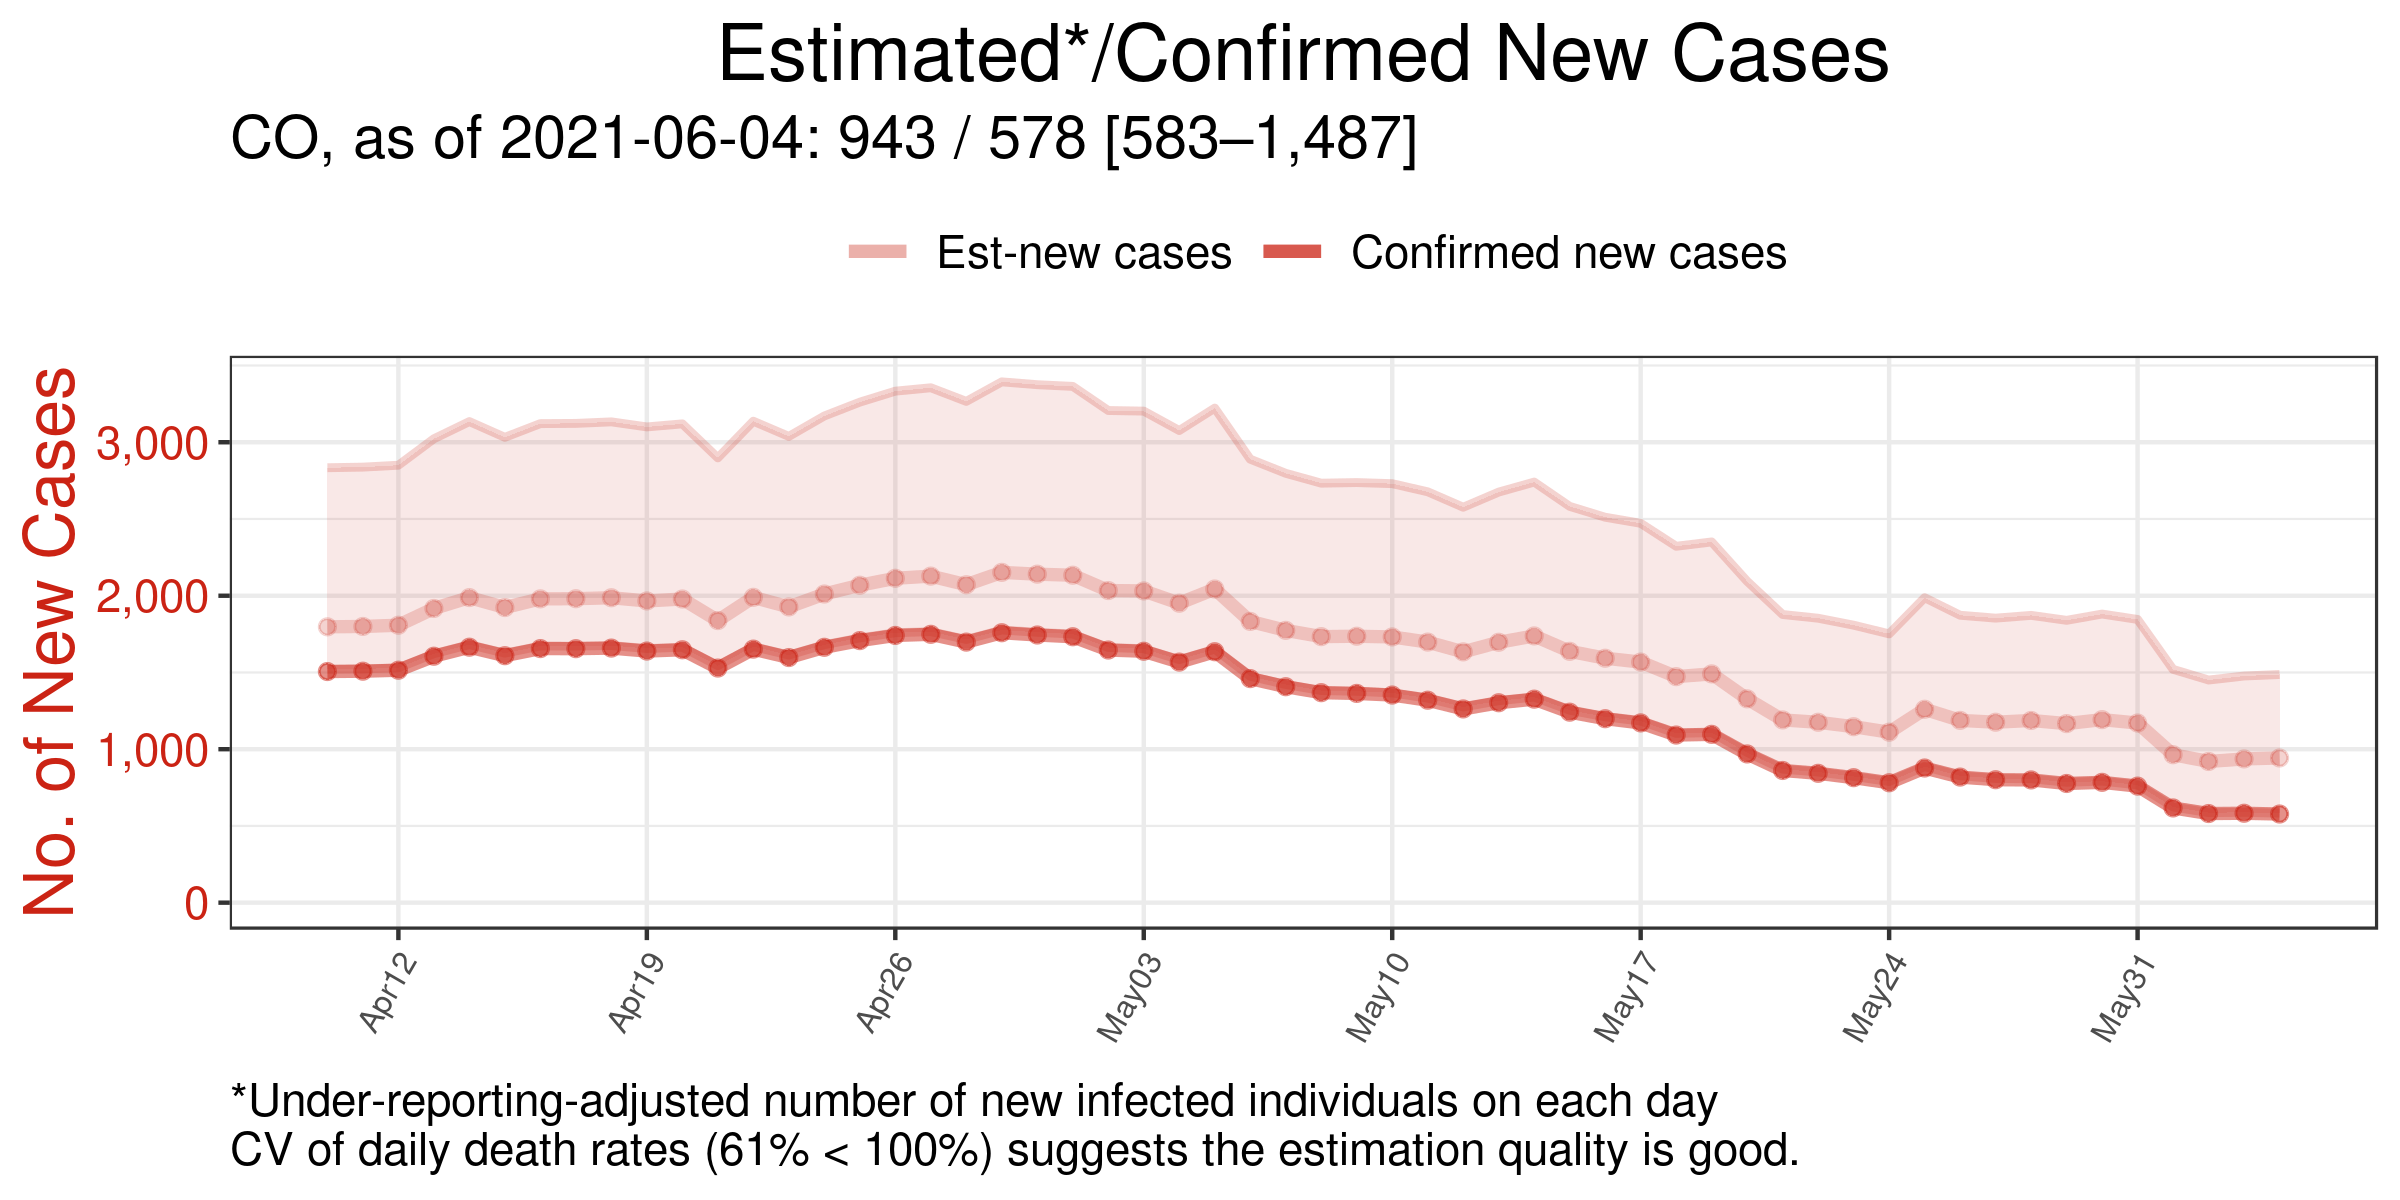 Estimated*/Confirmed New Cases
CO, as of 2021-06-04: 943 / 578 [583–1,487]
Est-new cases
Confirmed new cases
No. of New Cases
3,000
2,000
1,000
0
Apr12
Apr19
Apr26
May03
May10
May17
May24
May31
*Under-reporting-adjusted number of new infected individuals on each day
CV of daily death rates (61% < 100%) suggests the estimation quality is good.